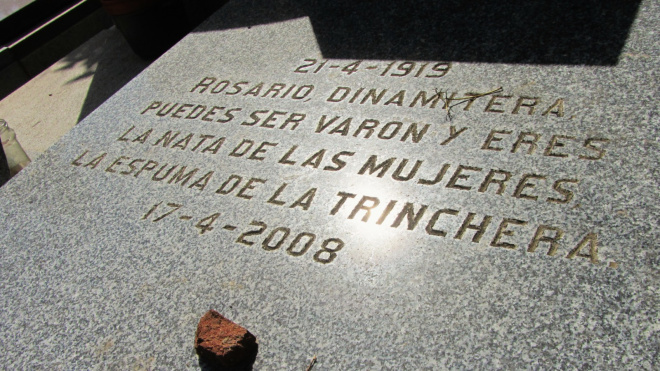 21-4-1919
ROSARIO, DINAMITERA,
PUEDES SER VARON Y ERES
LA NATA DE LAS MUJERES,
LA ESPUMA DE LA TRINCHERA.
17-4-2008